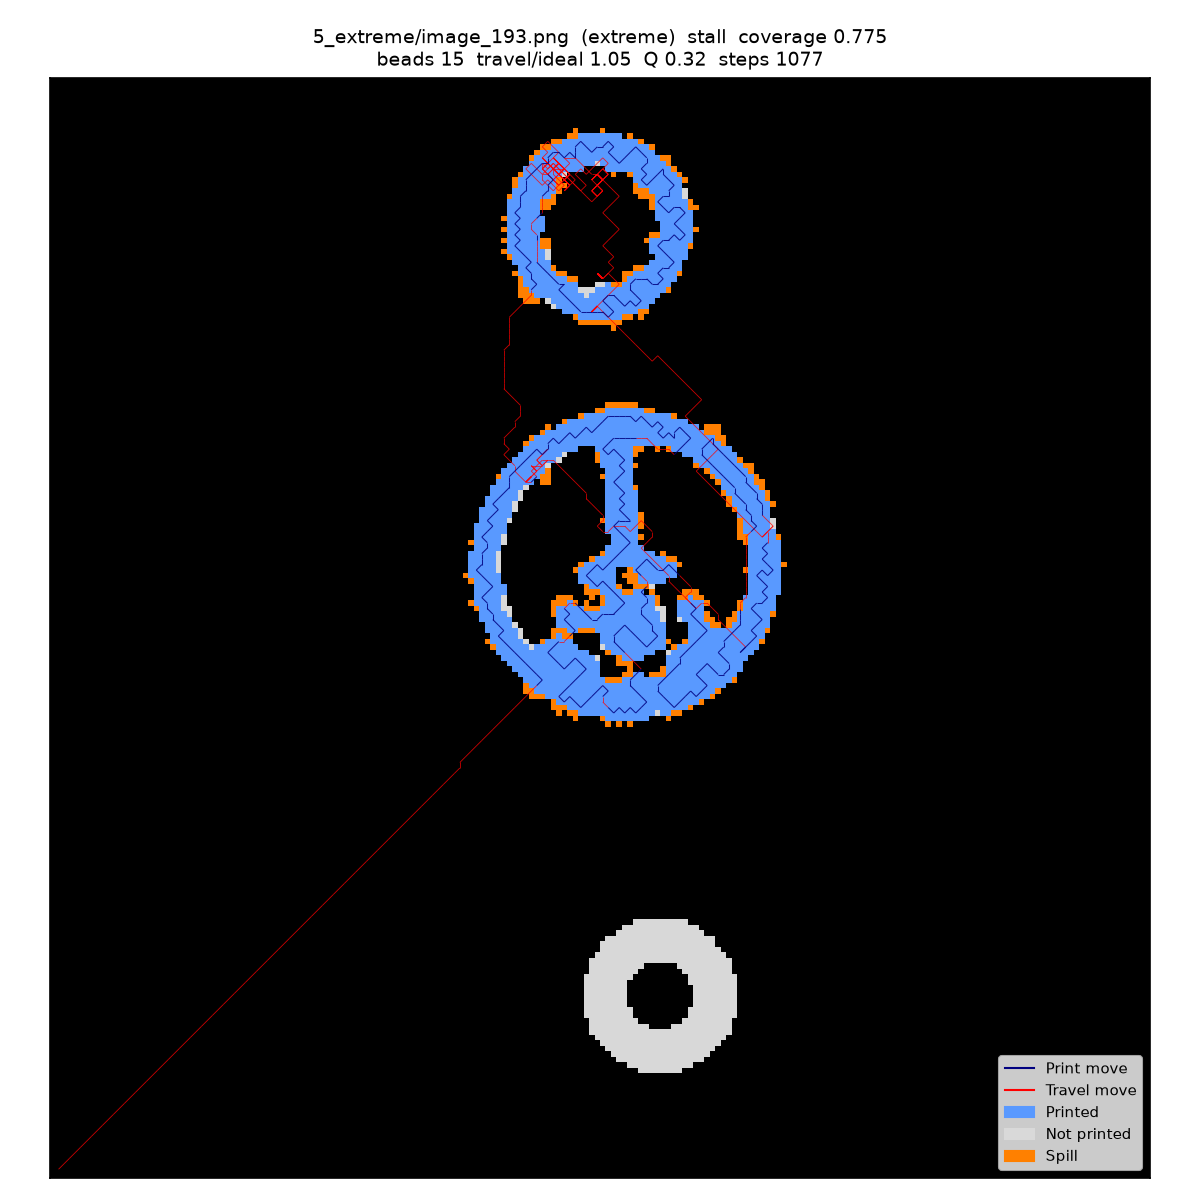 5_extreme/image_193.png  (extreme)  stall  coverage 0.775
beads 15  travel/ideal 1.05  Q 0.32  steps 1077
Print move
Travel move
Printed
Not printed
Spill